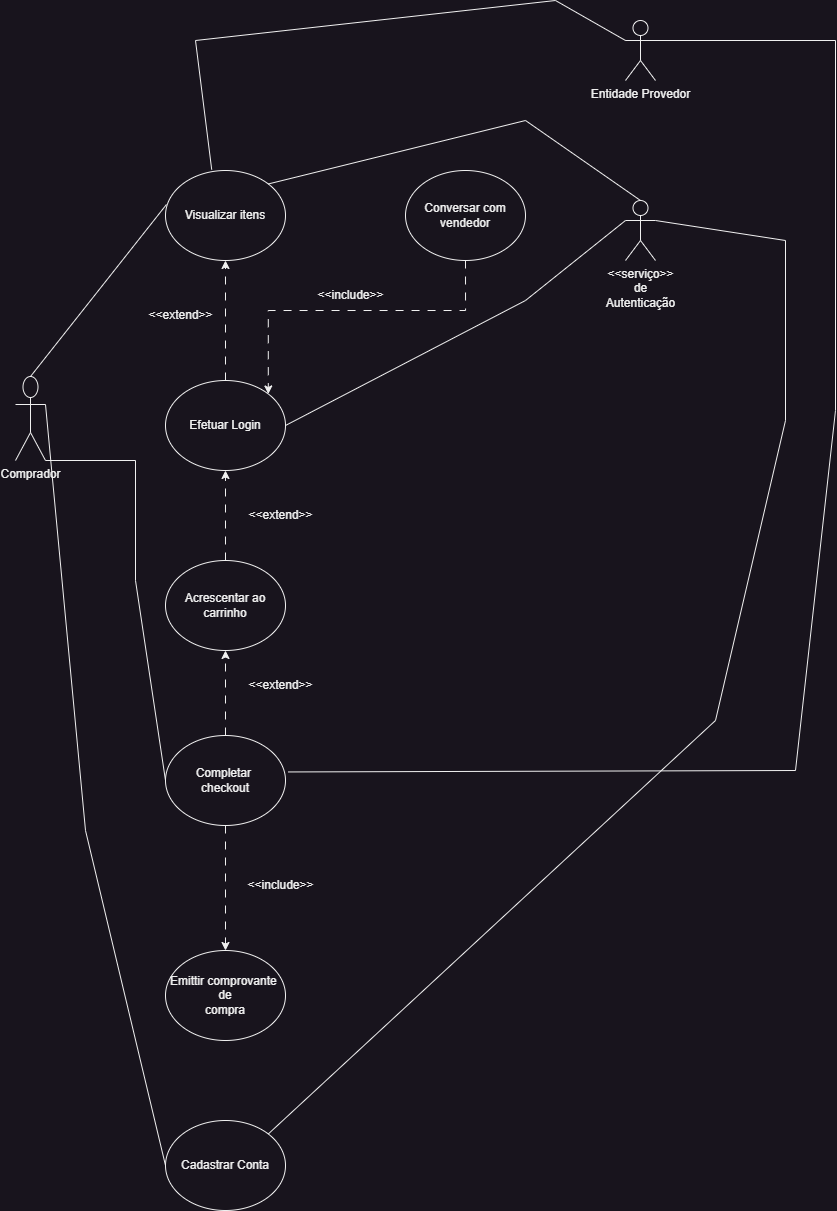 Entidade Provedor
Visualizar itens
Conversar com
vendedor
<<serviço>>
de
Autenticação
<<include>>
<<extend>>
Efetuar Login
Comprador
<<extend>>
Acrescentar ao
carrinho
<<extend>>
Completar
checkout
<<include>>
Emittir comprovante
de
compra
Cadastrar Conta